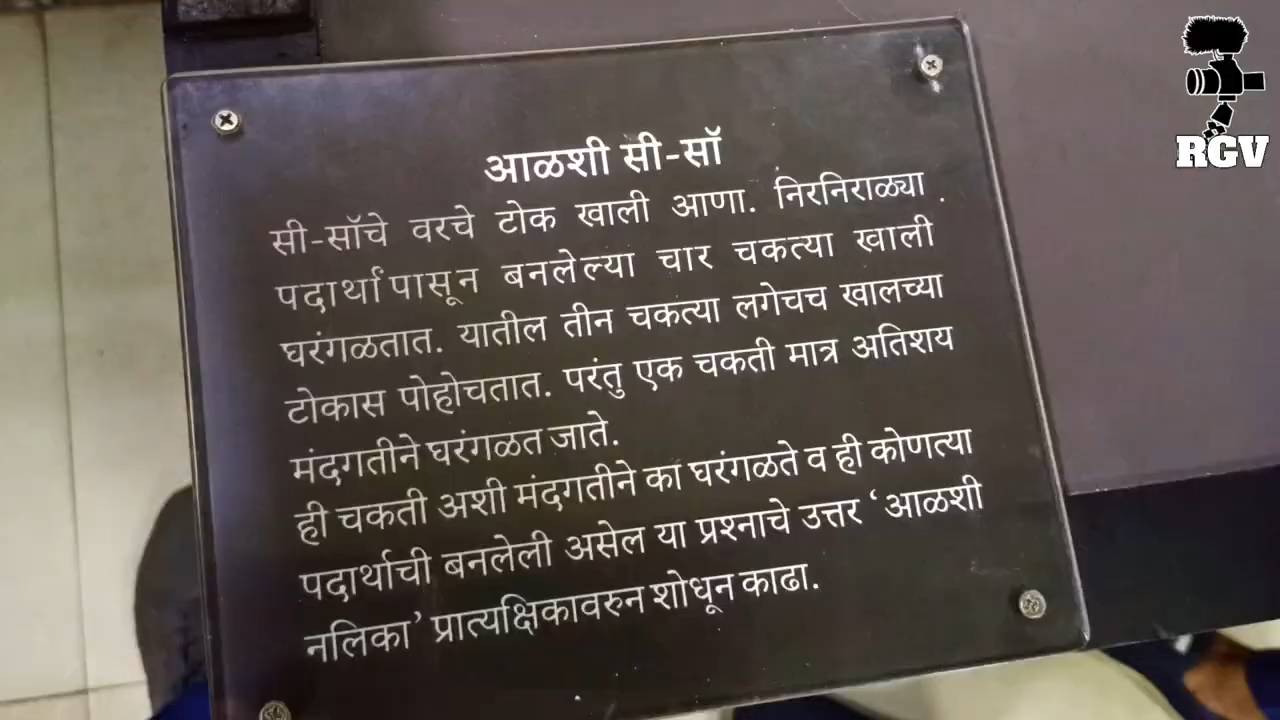 आळशी सी-सॉ
सी-सॉचे वरचे टोक खाली आणा. निरनिराळ्या
पदार्थांपासून बनलेल्या चार चकत्या खाली
घरंगळतात. यातील तीन चकत्या लगेचच खालच्या
टोकास पोहोचतात. परंतु एक चकती मात्र अतिशय
मंदगतीने घरंगळत जाते.
ही चकती अशी मंदगतीने का घरंगळते व ही कोणत्या
पदार्थाची बनलेली असेल या प्रश्नाचे उत्तर ‘आळशी
नलिका’ प्रात्यक्षिकावरुन शोधून काढा.
RGV